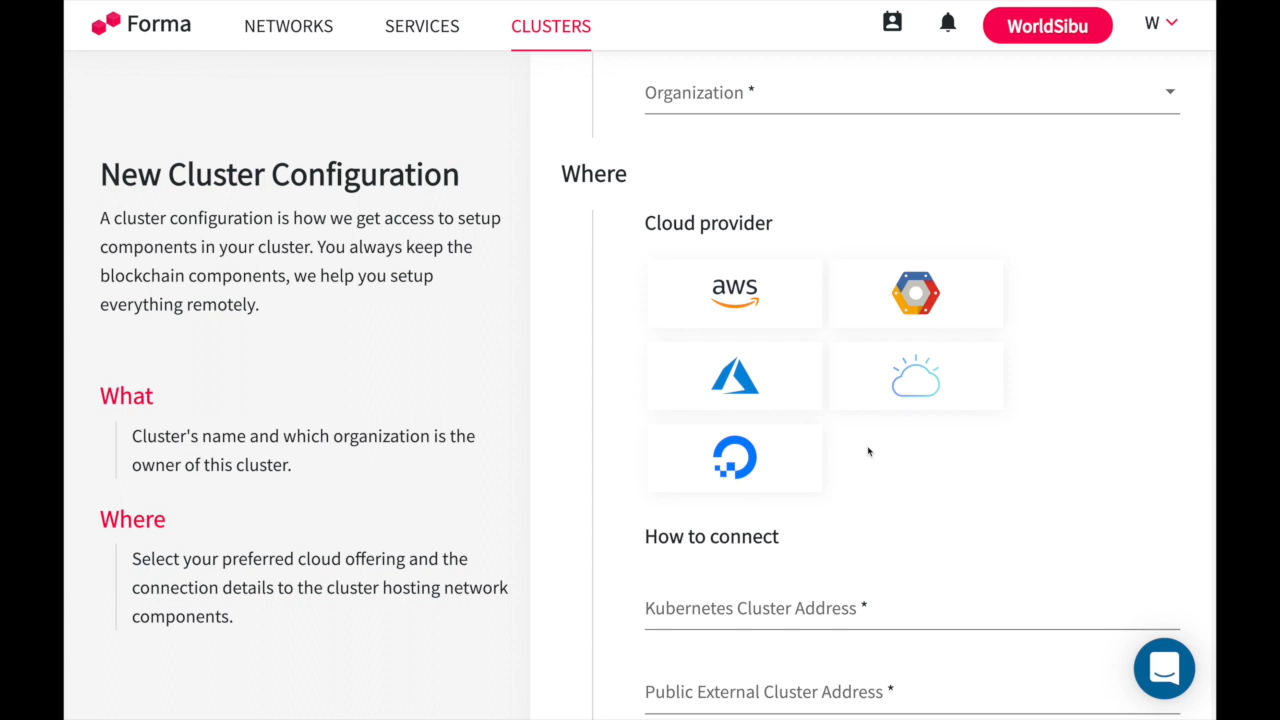 Forma
NETWORKS
SERVICES
CLUSTERS
WorldSibu
W
New Cluster Configuration
A cluster configuration is how we get access to setup
components in your cluster. You always keep the
blockchain components, we help you setup
everything remotely.
What
Cluster's name and which organization is the
owner of this cluster.
Where
Select your preferred cloud offering and the
connection details to the cluster hosting network
components.
Organization *
Where
Cloud provider
aws
How to connect
Kubernetes Cluster Address *
Public External Cluster Address *